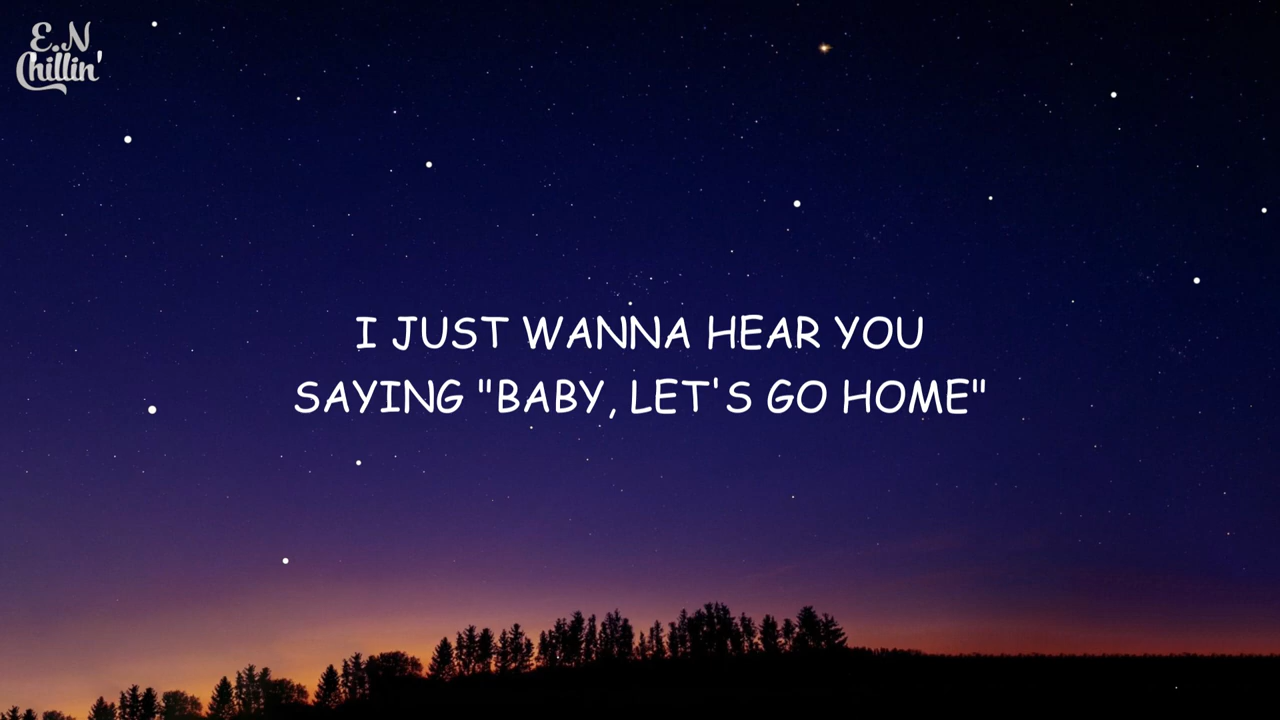 E.N
Chillin'
I JUST WANNA HEAR YOU
SAYING "BABY, LET'S GO HOME"